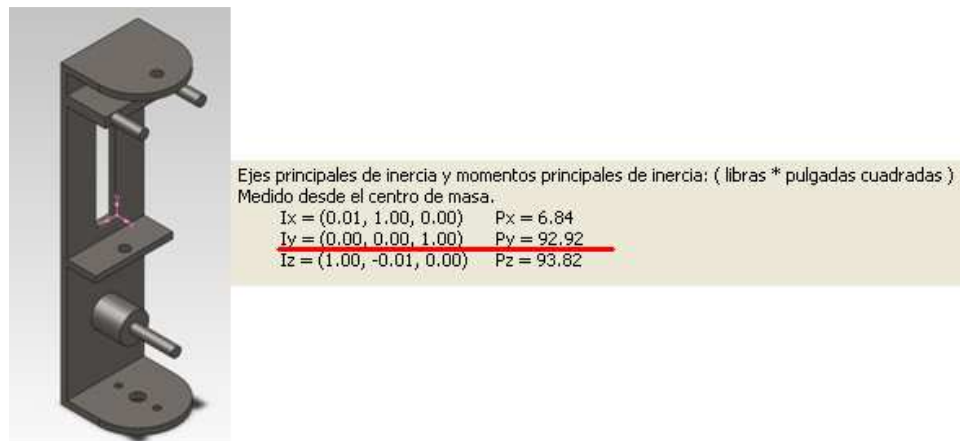 Ejes principales de inercia y momentos principales de inercia: ( libras * pulgadas cuadradas )
Medido desde el centro de masa.
Ix = (0.01, 1.00, 0.00) Px = 6.84
Iy = (0.00, 0.00, 1.00) Py = 92.92
Iz = (1.00, -0.01, 0.00) Pz = 93.82